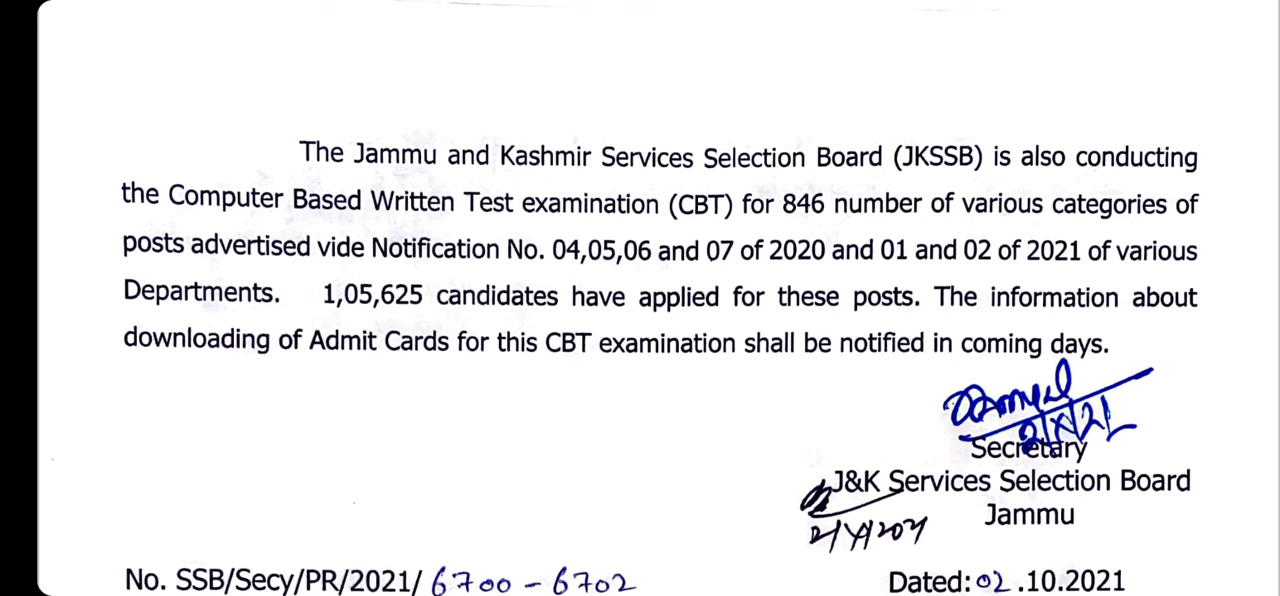 The Jammu and Kashmir Services Selection Board (JKSSB) is also conducting
the Computer Based Written Test examination (CBT) for 846 number of various categories of
posts advertised vide Notification No. 04,05,06 and 07 of 2020 and 01 and 02 of 2021 of various
Departments. 1,05,625 candidates have applied for these posts. The information about
downloading of Admit Cards for this CBT examination shall be notified in coming days.
2/X/21
Secretary
J&K Services Selection Board
Jammu
No. SSB/Secy/PR/2021/ 6700 - 6702
Dated: 02.10.2021